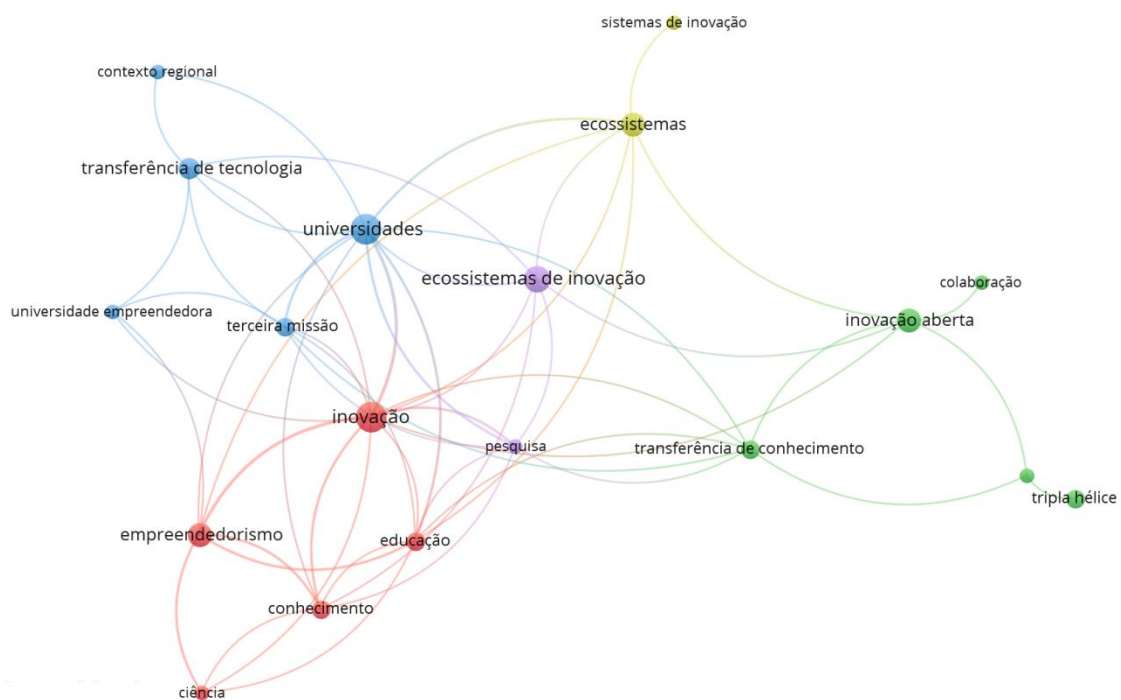 sistemas de inovação
contexto regional
ecossistemas
transferência de tecnologia
universidades
ecossistemas de inovação
colaboração
universidade empreendedora
terceira missão
inovação aberta
inovação
pesquisa
transferência de conhecimento
tripla hélice
empreendedorismo
educação
conhecimento
ciência